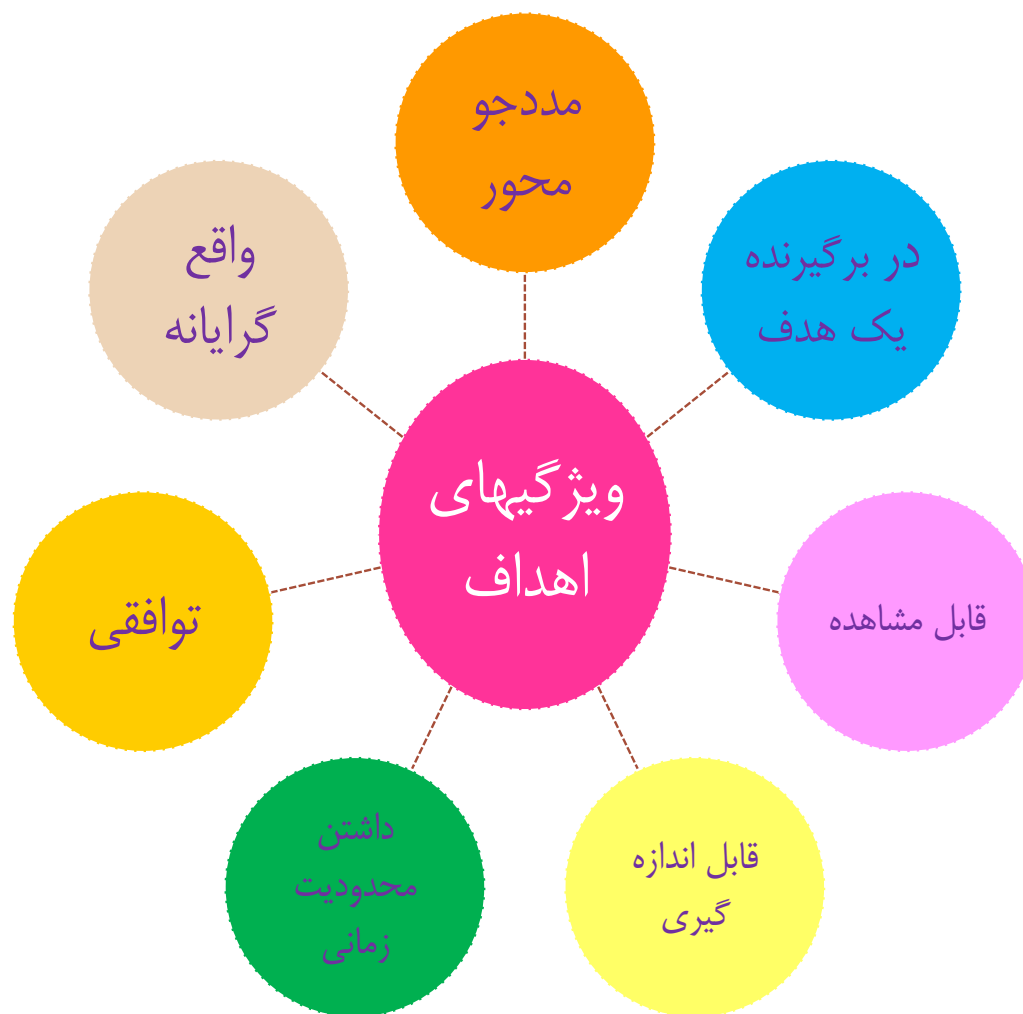 ویژگیهای
اهداف
مددجو
محور
در برگیرنده
یک هدف
قابل مشاهده
قابل اندازه
گیری
داشتن
محدودیت
زمانی
توافقی
واقع
گرایانه